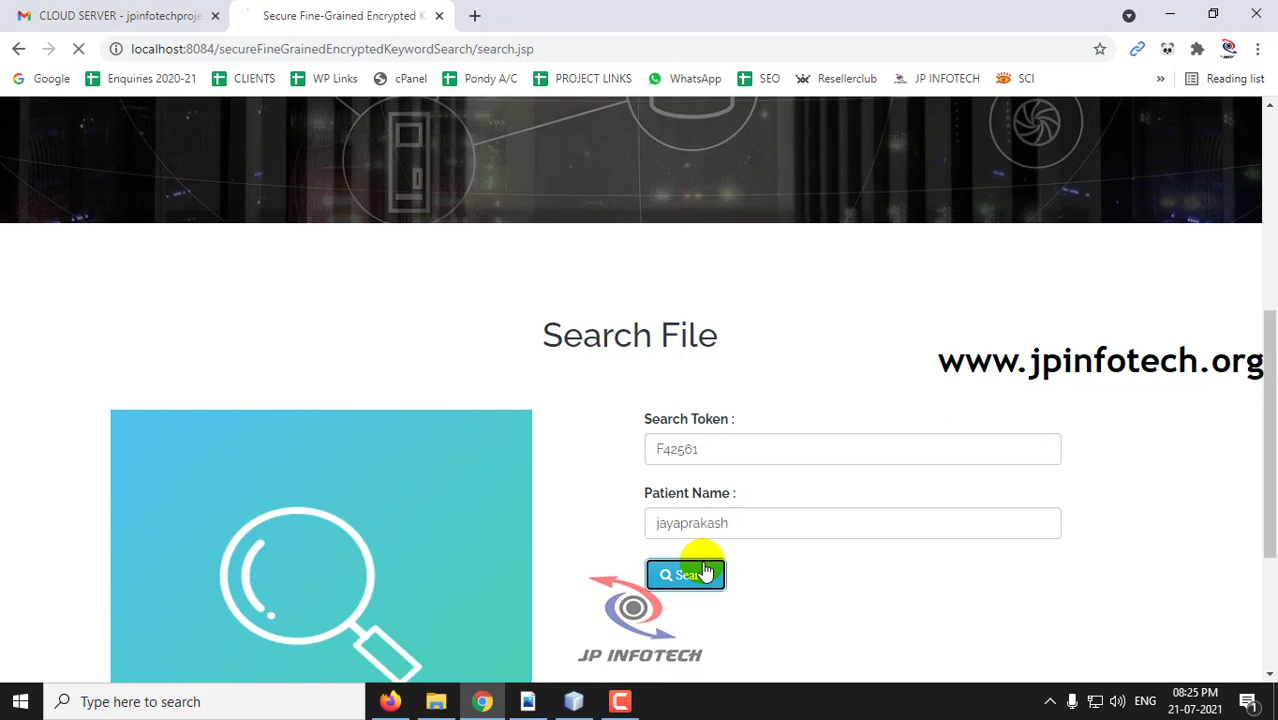 CLOUD SERVER - jpinfotechproje
Secure Fine-Grained Encrypted K
localhost:8084/secureFineGrainedEncryptedKeywordSearch/search.jsp
Google
Enquiries 2020-21
CLIENTS
WP Links
cPanel
Pondy A/C
PROJECT LINKS
WhatsApp
SEO
Resellerclub
JP INFOTECH
SCI
»
Reading list
Search File
www.jpinfotech.org
Search Token :
F42561
Patient Name :
jayaprakash
Search
JP INFOTECH
Type here to search
ENG
08:25 PM
21-07-2021
1